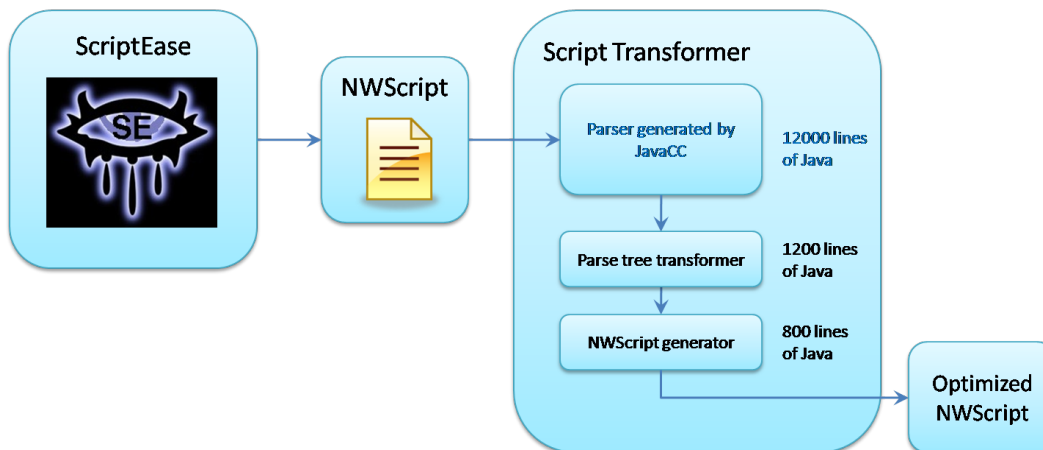 ScriptEase
SE
NWScript
Script Transformer
Parser generated by
JavaCC
12000 lines
of Java
Parse tree transformer
1200 lines
of Java
NWScript generator
800 lines
of Java
Optimized
NWScript